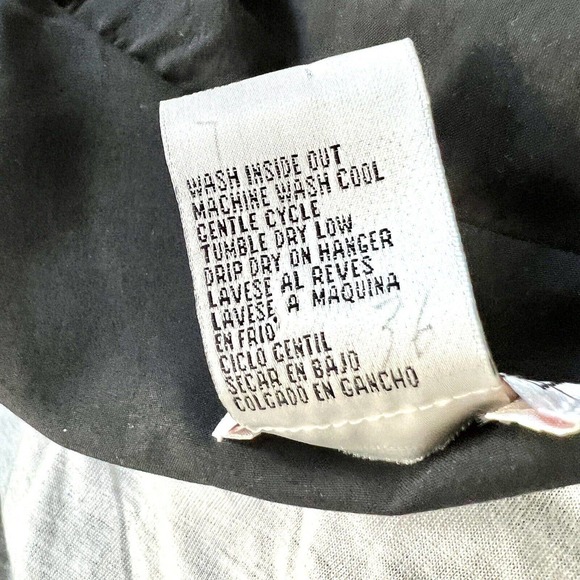 WASH INSIDE OUT
MACHINE WASH COOL
GENTLE CYCLE
TUMBLE DRY LOW
DRIP DRY ON HANGER
LAVESE AL REVES
LAVESE A MAQUINA
EN FRIO
CICLO GENTIL
SECAR EN BAJO
COLGADO EN GANCHO